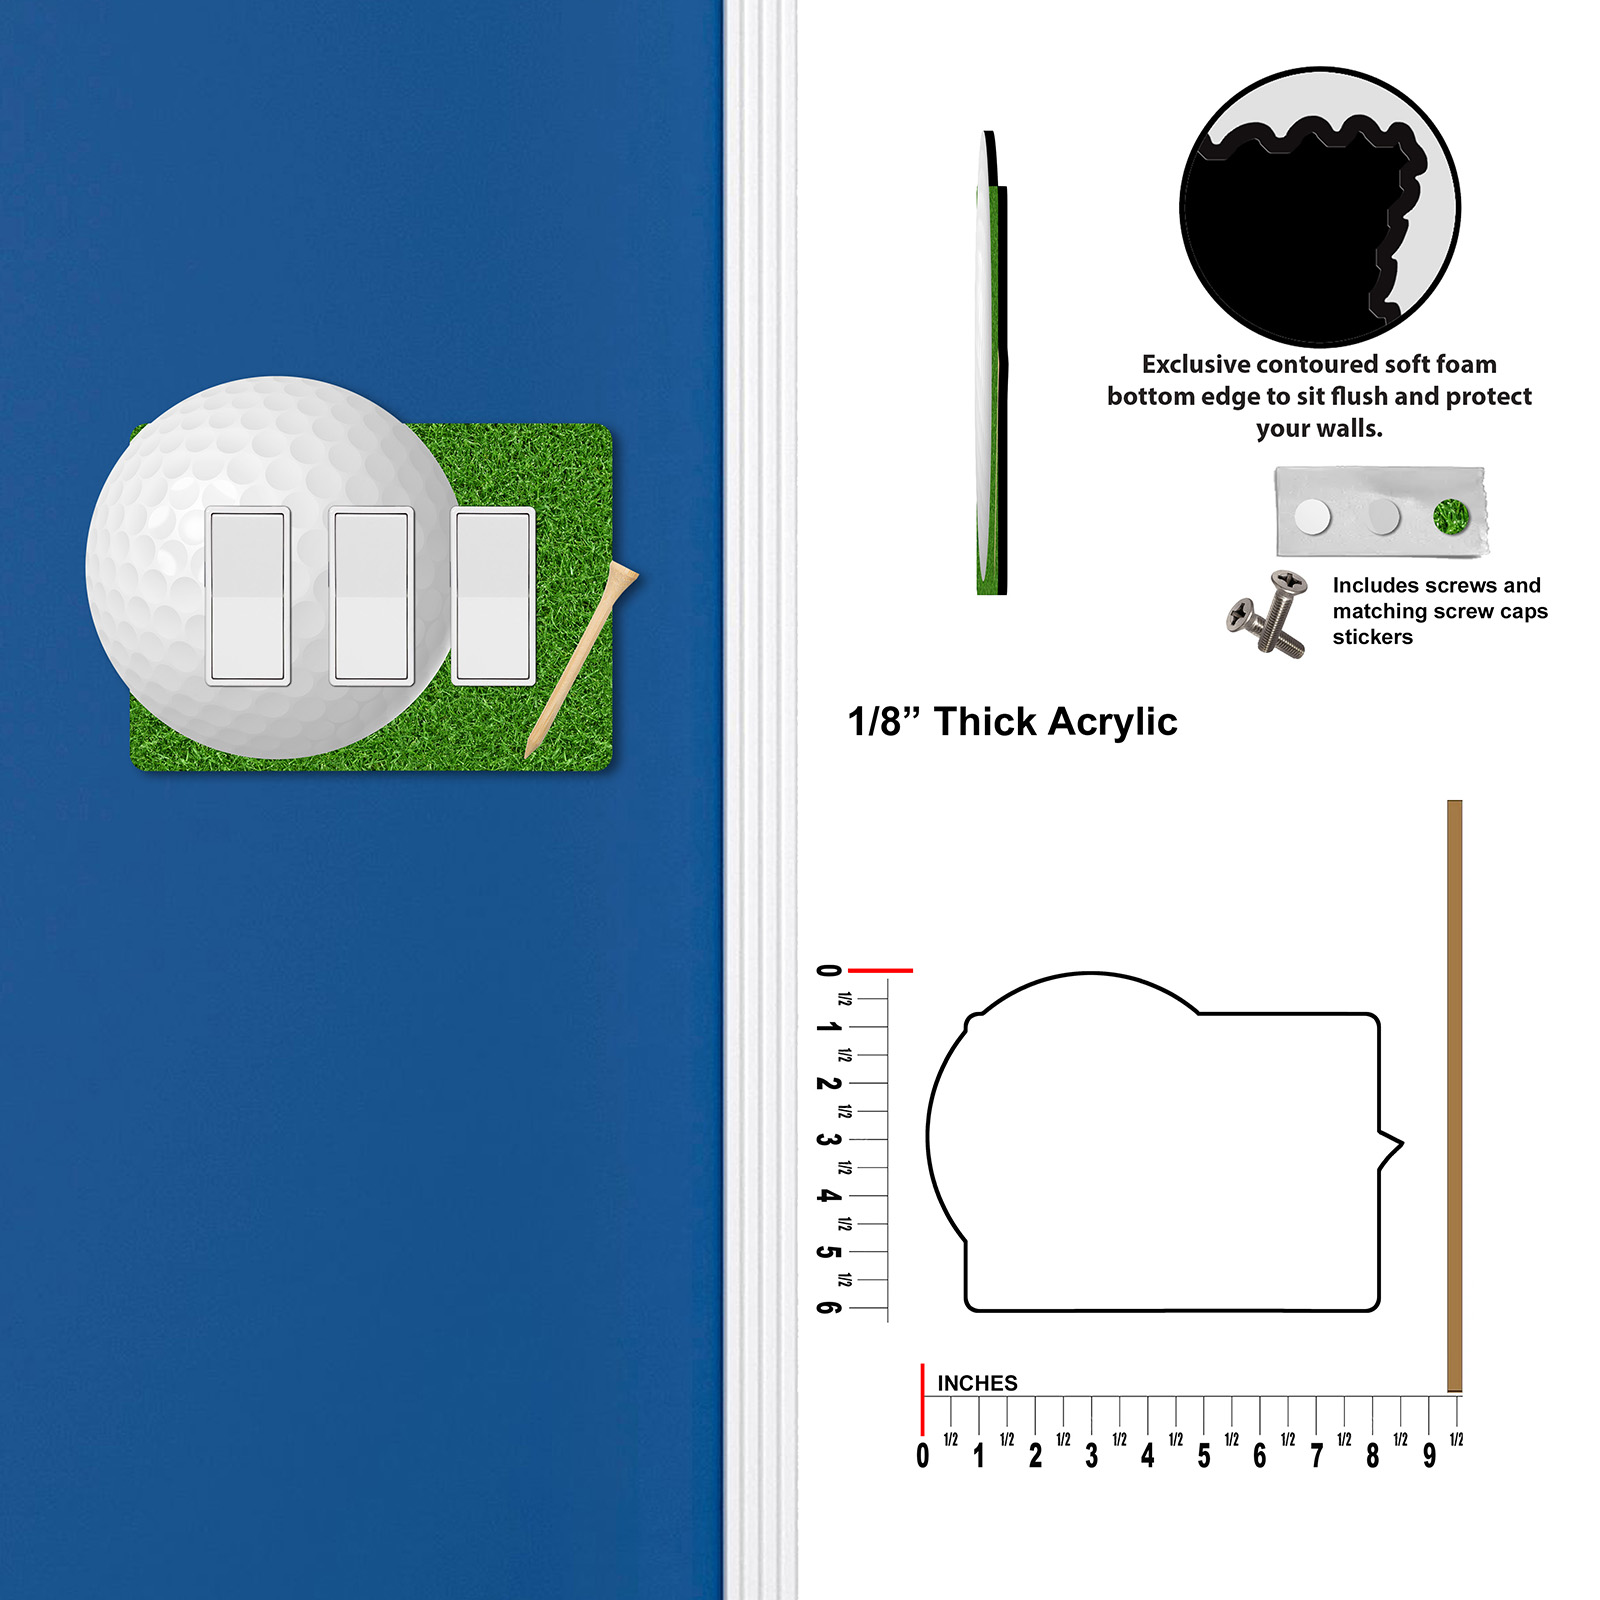 Exclusive contoured soft foam
bottom edge to sit flush and protect
your walls.
Includes screws and
matching screw caps
stickers
1/8” Thick Acrylic
0
1/2
1
1/2
2
1/2
3
1/2
4
1/2
5
1/2
6
INCHES
0 1/2 1 1/2 2 1/2 3 1/2 4 1/2 5 1/2 6 1/2 7 1/2 8 1/2 9 1/2